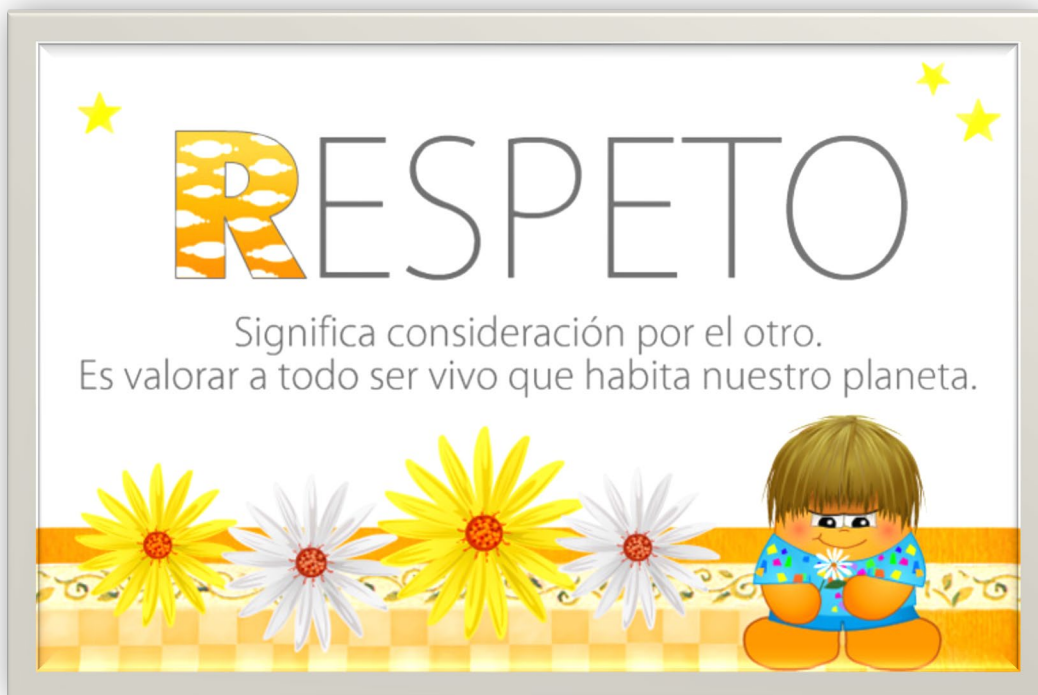 RESPETO
Significa consideración por el otro.
Es valorar a todo ser vivo que habita nuestro planeta.